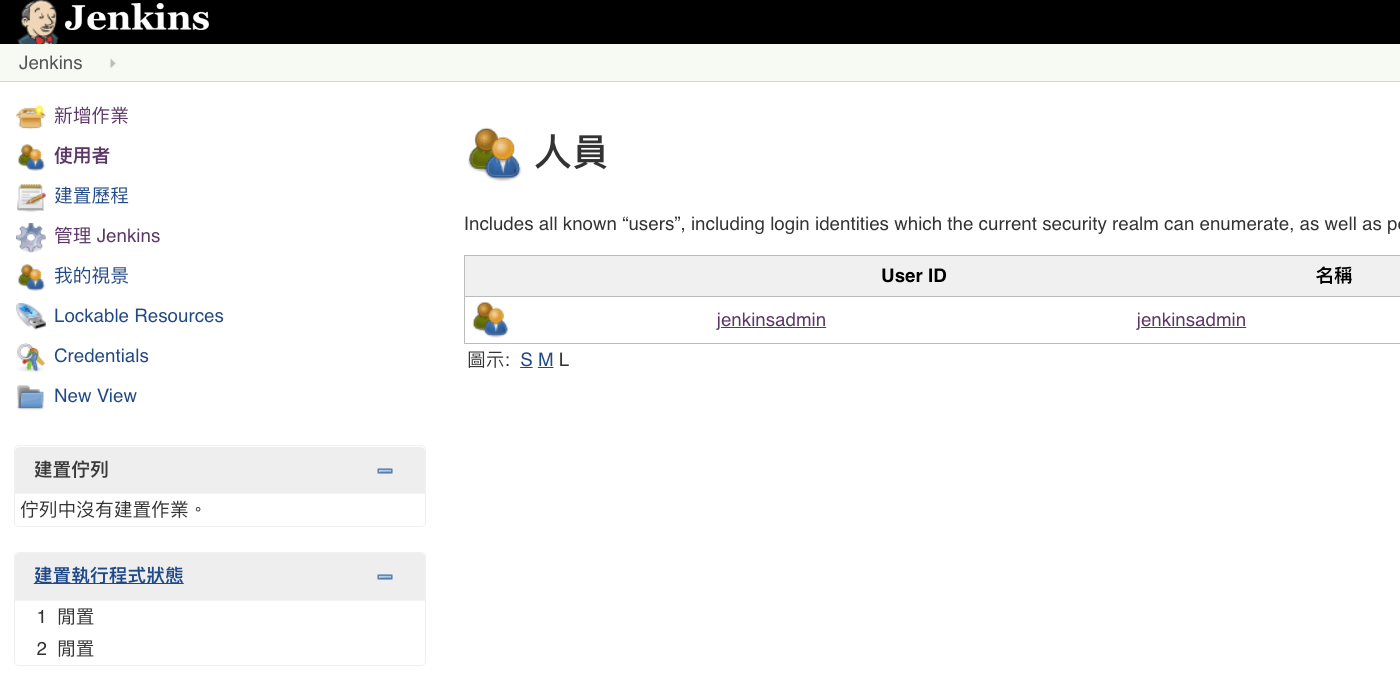 Jenkins
Jenkins
新增作業
使用者
建置歷程
管理 Jenkins
我的視景
Lockable Resources
Credentials
New View
建置佇列
佇列中沒有建置作業。
建置執行程式狀態
1 閒置
2 閒置
人員
Includes all known “users”, including login identities which the current security realm can enumerate, as well as
User ID 名稱
jenkinsadmin jenkinsadmin
圖示: S M L